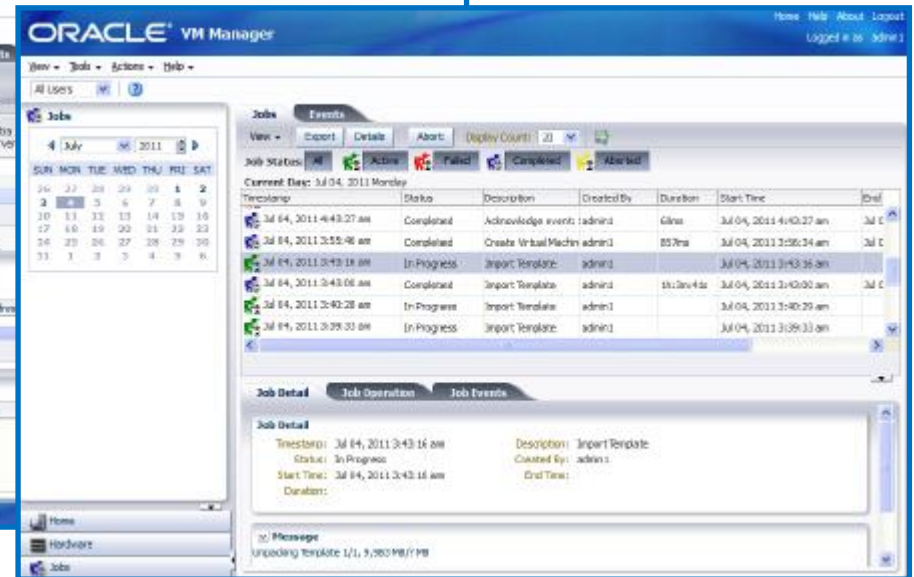 ORACLE VM Manager
Home Help About Logout
Logged in as admin1
View Tools Actions Help
All Users
Jobs
July 2011
SUN MON TUE WED THU FRI SAT
26 27 28 29 30 1 2
3 4 5 6 7 8 9
10 11 12 13 14 15 16
17 18 19 20 21 22 23
24 25 26 27 28 29 30
31 1 2 3 4 5 6
Home
Hardware
Jobs
Jobs Events
View Export Details Abort Display Count: 20
Job Status: All Active Failed Completed Aborted
Current Day: Jul 04, 2011 Monday
Timestamp Status Description Created By Duration Start Time End
Jul 04, 2011 4:43:27 am Completed Acknowledge events : admin1 Jul 04, 2011 4:43:27 am
Jul 04, 2011 3:55:46 am Completed Create Virtual Machin admin1 857ms Jul 04, 2011 3:56:34 am
Jul 04, 2011 3:43:16 am In Progress Import Template admin1 Jul 04, 2011 3:43:16 am
Jul 04, 2011 3:43:00 am Completed Import Template admin1 Jul 04, 2011 3:43:00 am
Jul 04, 2011 3:40:28 am In Progress Import Template admin1 Jul 04, 2011 3:40:29 am
Jul 04, 2011 3:39:33 am In Progress Import Template admin1 Jul 04, 2011 3:39:33 am
Job Detail Job Operation Job Events
Job Detail
Timestamp: Jul 04, 2011 3:43:16 am Description: Import Template
Status: In Progress Created By: admin1
Start Time: Jul 04, 2011 3:43:16 am End Time:
Duration:
Message
Unpacking Template 1/1, 9,983 MB/? MB